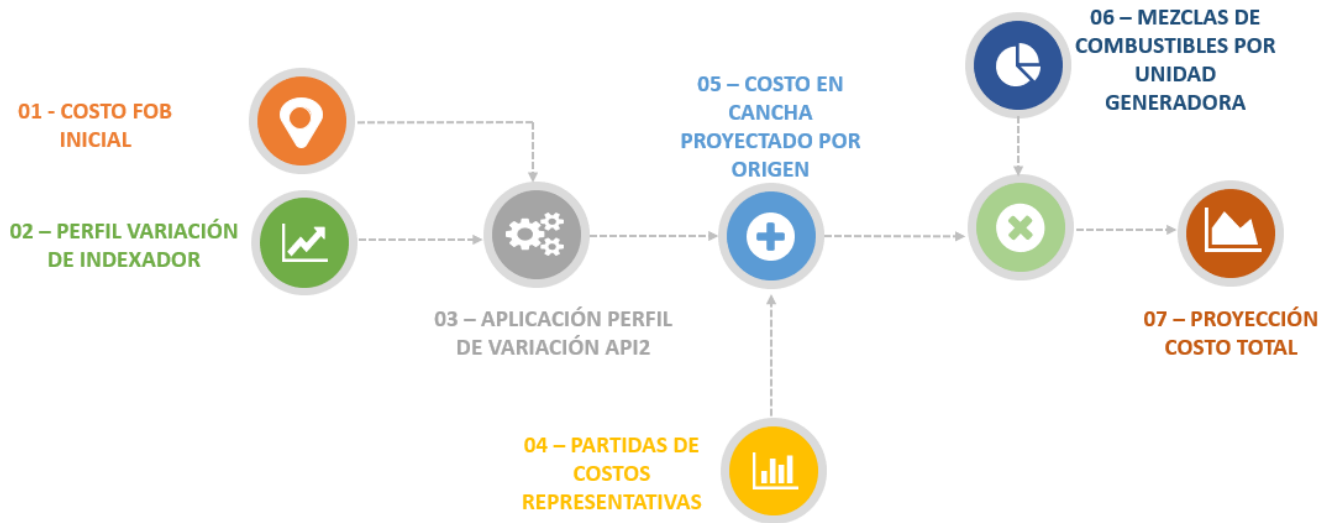 01 - COSTO FOB
INICIAL
02 – PERFIL VARIACIÓN
DE INDEXADOR
03 – APLICACIÓN PERFIL
DE VARIACIÓN API2
04 – PARTIDAS DE
COSTOS
REPRESENTATIVAS
05 – COSTO EN
CANCHA
PROYECTADO POR
ORIGEN
06 – MEZCLAS DE
COMBUSTIBLES POR
UNIDAD
GENERADORA
07 – PROYECCIÓN
COSTO TOTAL